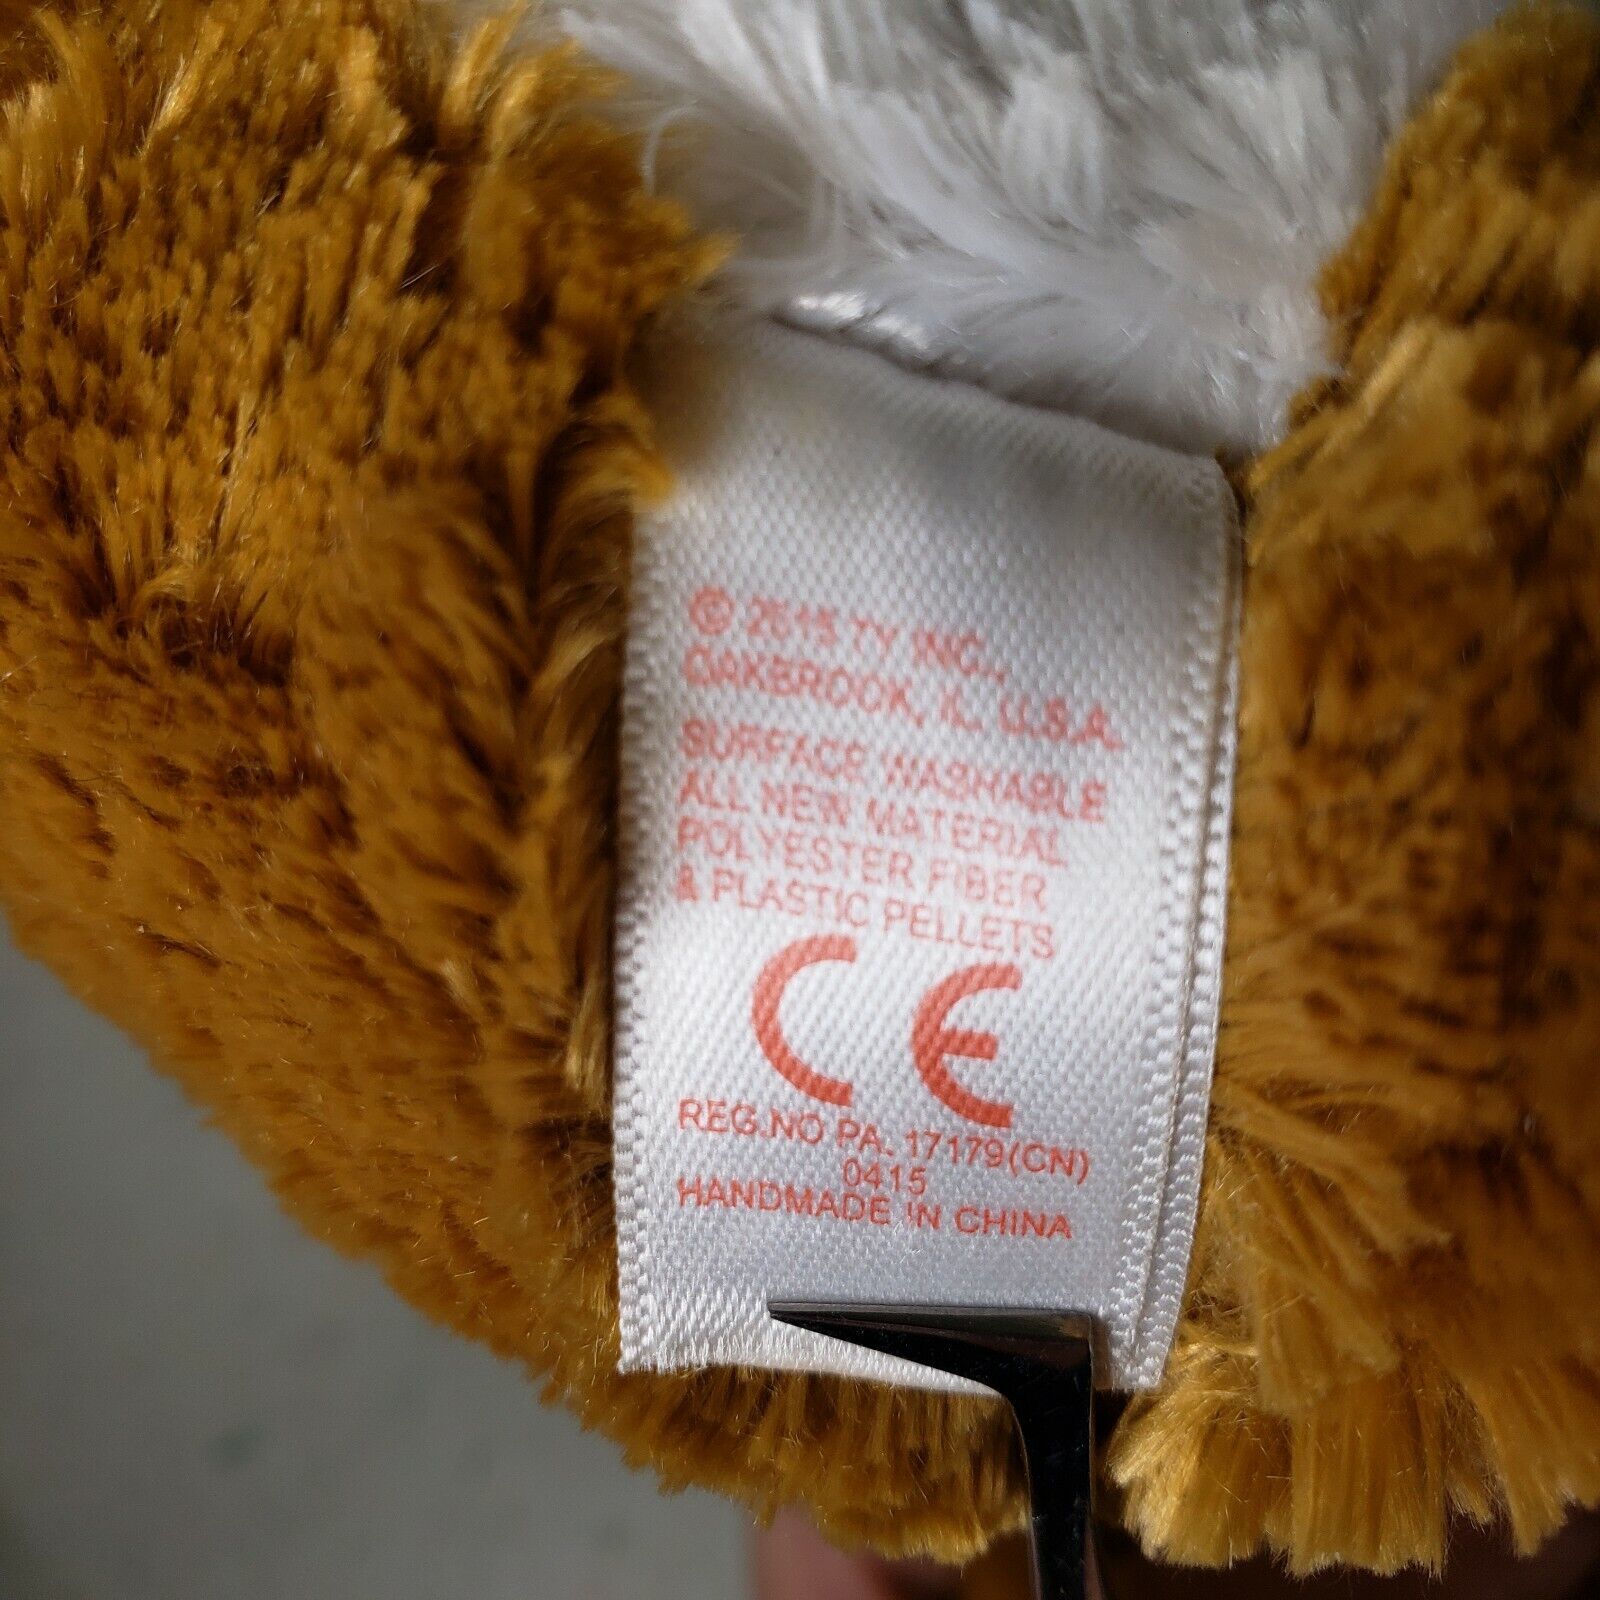 © 2015 TY INC.,
OAKBROOK, IL, U.S.A.
SURFACE WASHABLE
ALL NEW MATERIAL
POLYESTER FIBER
& PLASTIC PELLETS
CE
REG.NO PA. 17179(CN)
0415
HANDMADE IN CHINA